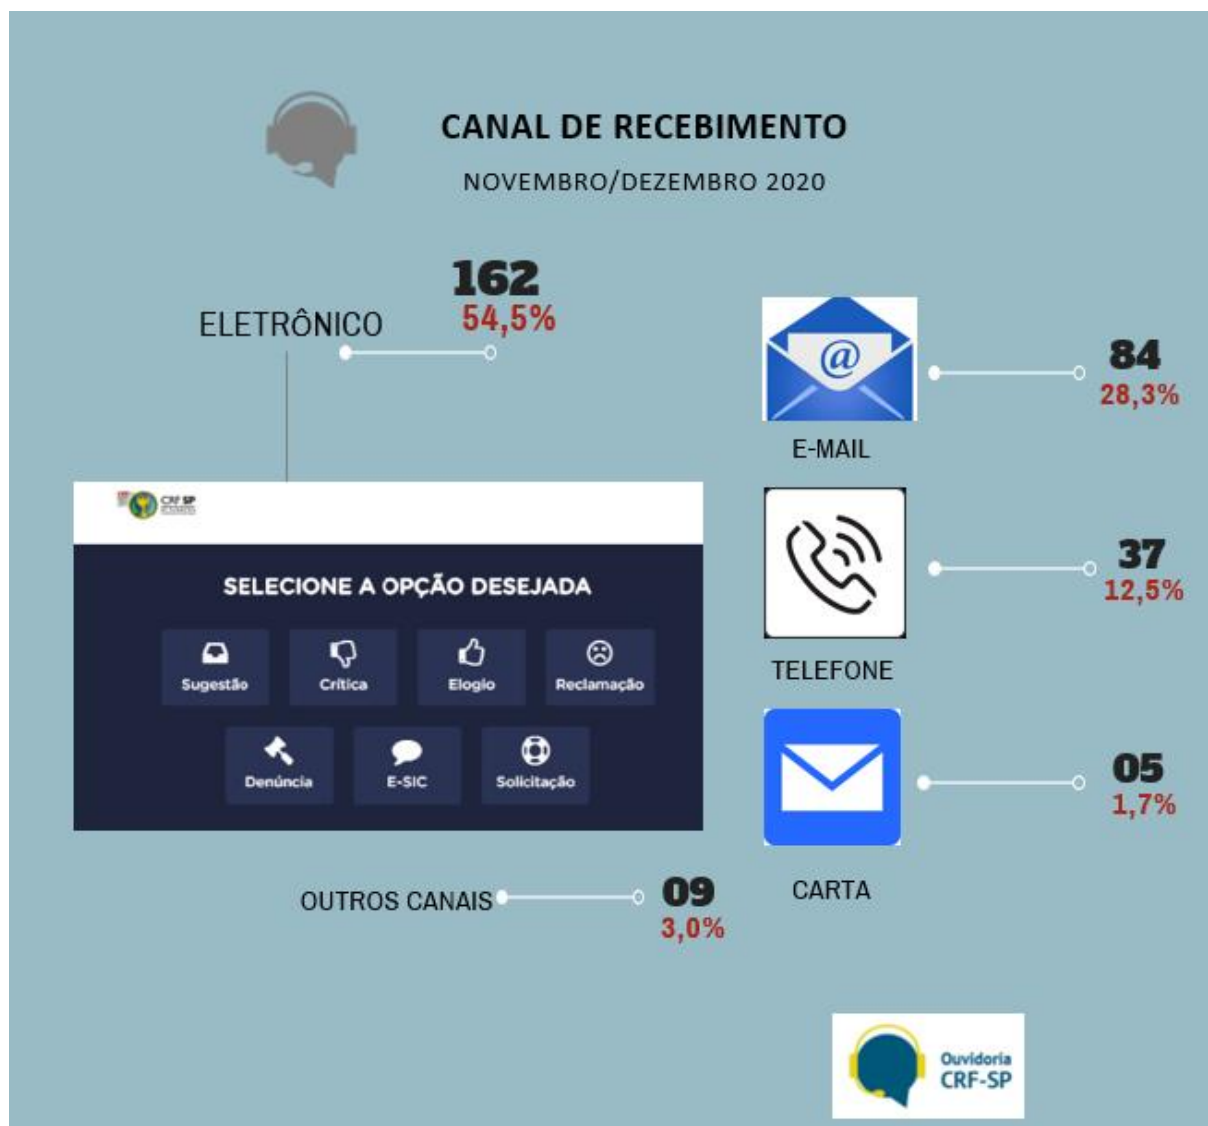 CANAL DE RECEBIMENTO
NOVEMBRO/DEZEMBRO 2020
162
54,5%
ELETRÔNICO
84
28,3%
E-MAIL
CRF SP
SELECIONE A OPÇÃO DESEJADA
Sugestão
Crítica
Elogio
Reclamação
Denúncia
E-SIC
Solicitação
37
12,5%
TELEFONE
05
1,7%
CARTA
OUTROS CANAIS
09
3,0%
Ouvidoria
CRF-SP